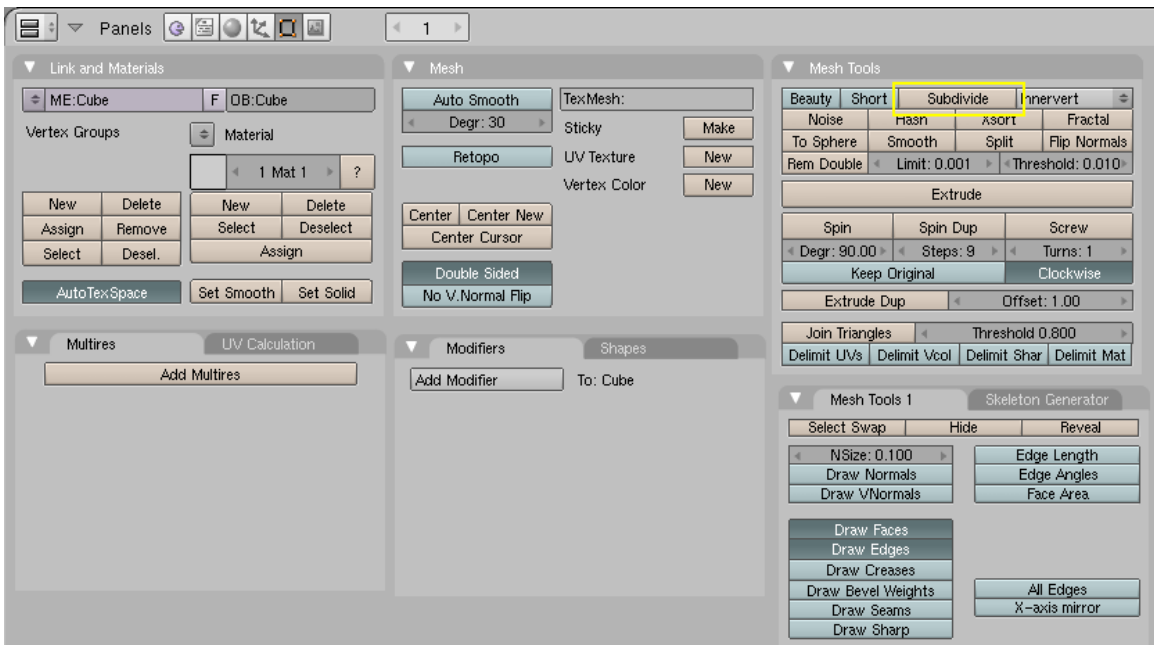 Panels 1
Link and Materials
ME:Cube F OB:Cube
Vertex Groups Material
1 Mat 1 ?
New Delete New Delete
Assign Remove Select Deselect
Select Desel. Assign
AutoTexSpace Set Smooth Set Solid
Mesh
Auto Smooth TexMesh:
Degr: 30 Sticky Make
Retopo UV Texture New
Vertex Color New
Center Center New
Center Cursor
Double Sided
No V.Normal Flip
Mesh Tools
Beauty Short Subdivide Innervert
Noise Hash Xsort Fractal
To Sphere Smooth Split Flip Normals
Rem Double Limit: 0.001 Threshold: 0.010
Extrude
Spin Spin Dup Screw
Degr: 90.00 Steps: 9 Turns: 1
Keep Original Clockwise
Extrude Dup Offset: 1.00
Join Triangles Threshold 0.800
Delimit UVs Delimit Vcol Delimit Shar Delimit Mat
Multires UV Calculation
Add Multires
Modifiers Shapes
Add Modifier To: Cube
Mesh Tools 1 Skeleton Generator
Select Swap Hide Reveal
NSize: 0.100 Edge Length
Draw Normals Edge Angles
Draw VNormals Face Area
Draw Faces
Draw Edges
Draw Creases
Draw Bevel Weights All Edges
Draw Seams X-axis mirror
Draw Sharp